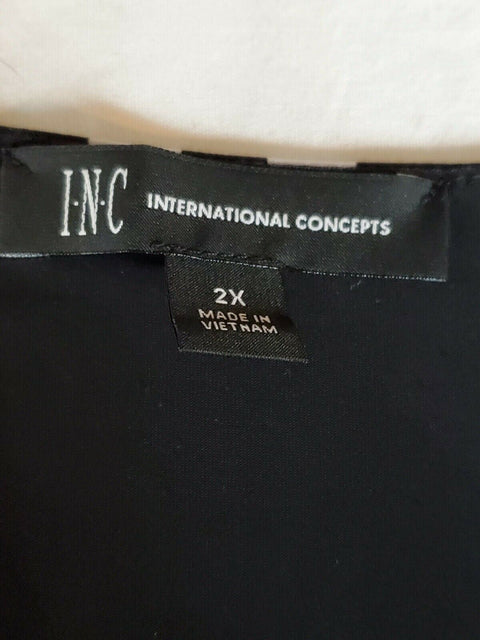 I·N·C INTERNATIONAL CONCEPTS
2X
MADE IN
VIETNAM